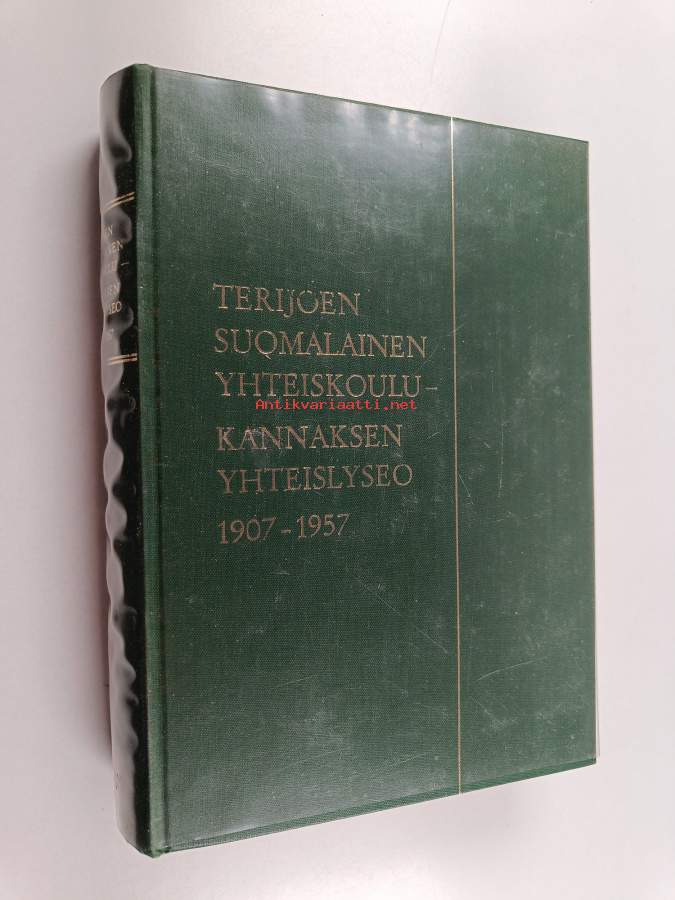 TERIJOEN
SUOMALAINEN
YHTEISKOULU–
Antikvariaatti.net
KANNAKSEN
YHTEISLYSEO
1907–1957